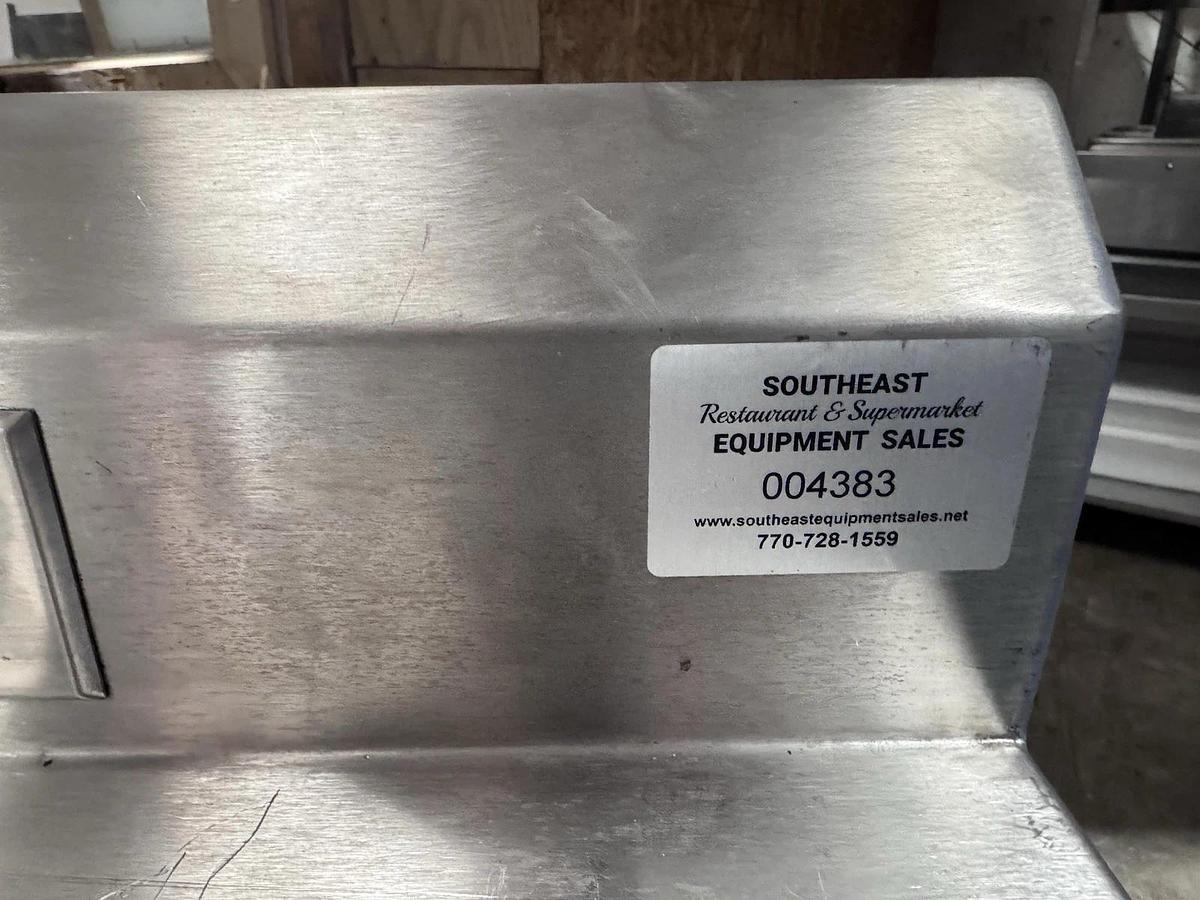 SOUTHEAST
Restaurant & Supermarket
EQUIPMENT SALES
004383
www.southeastequipmentsales.net
770-728-1559